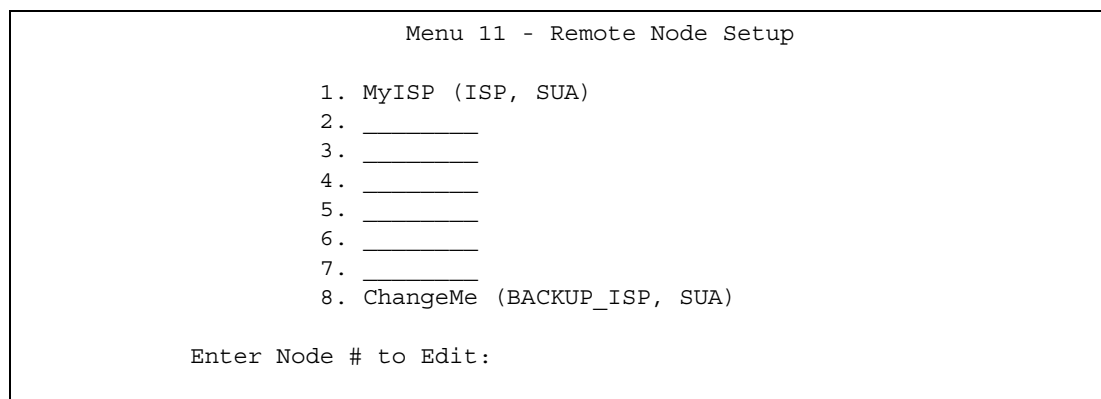 Menu 11 - Remote Node Setup
1. MyISP (ISP, SUA)
2. ________
3. ________
4. ________
5. ________
6. ________
7. ________
8. ChangeMe (BACKUP_ISP, SUA)
Enter Node # to Edit: